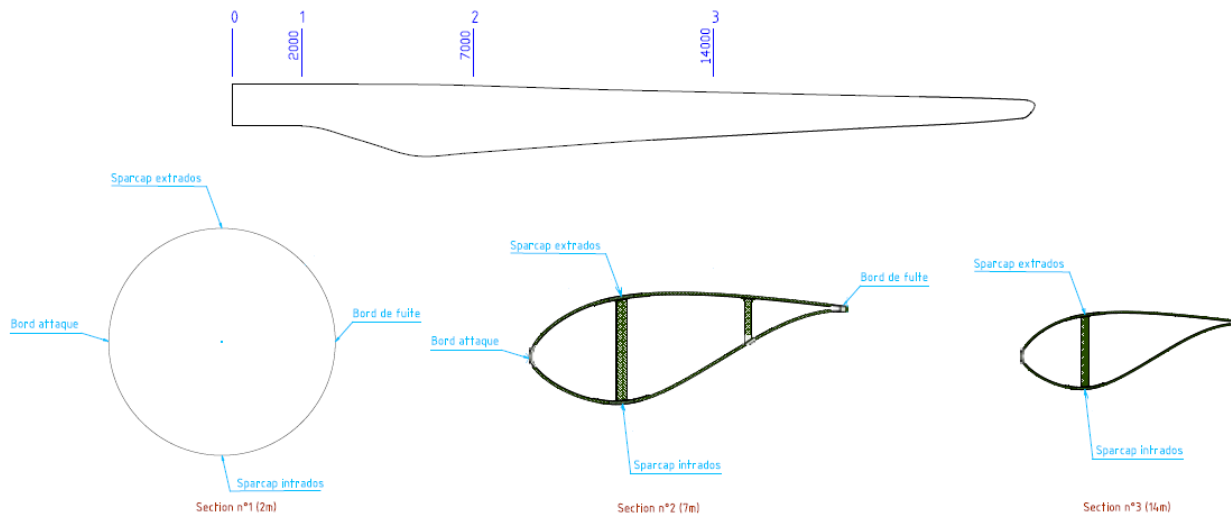 0 1 2 3
2000 7000 14000
Sparcap extrados
Bord attaque
Bord de fuite
Sparcap intrados
Section n°1 (2m)
Sparcap extrados
Bord de fuite
Bord attaque
Sparcap intrados
Section n°2 (7m)
Sparcap extrados
Sparcap intrados
Section n°3 (14m)